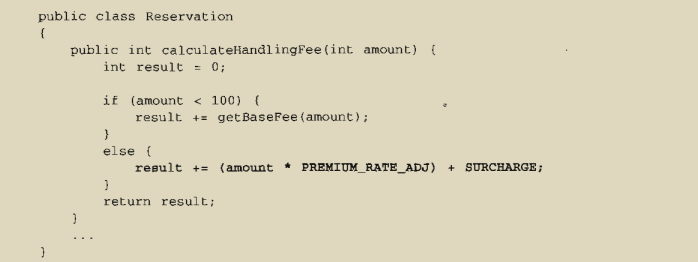 public class Reservation
{
    public int calculateHandlingFee(int amount) {
        int result = 0;

        if (amount < 100) {
            result += getBaseFee(amount);
        }
        else {
            result += (amount * PREMIUM_RATE_ADJ) + SURCHARGE;
        }
        return result;
    }
    ...
}